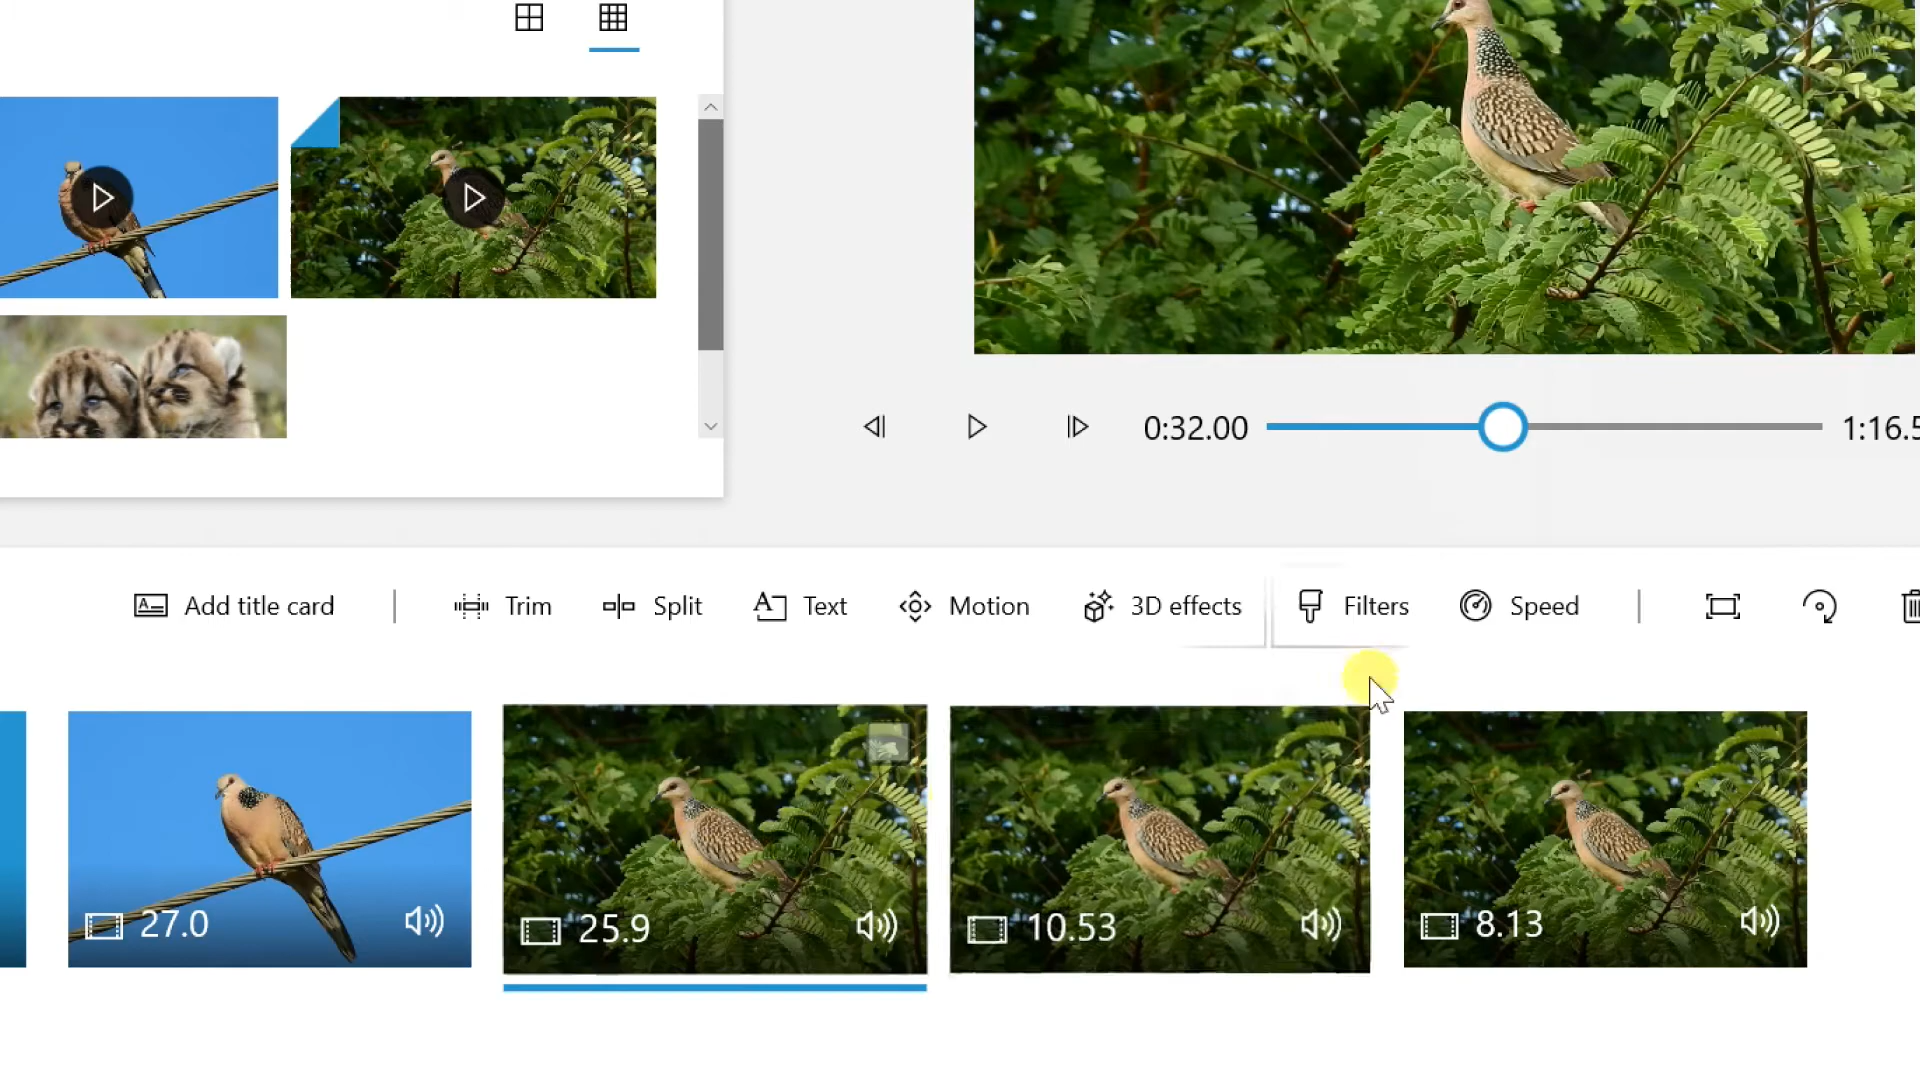 0:32.00
1:16.5
Add title card
Trim
Split
Text
Motion
3D effects
Filters
Speed
27.0
25.9
10.53
8.13